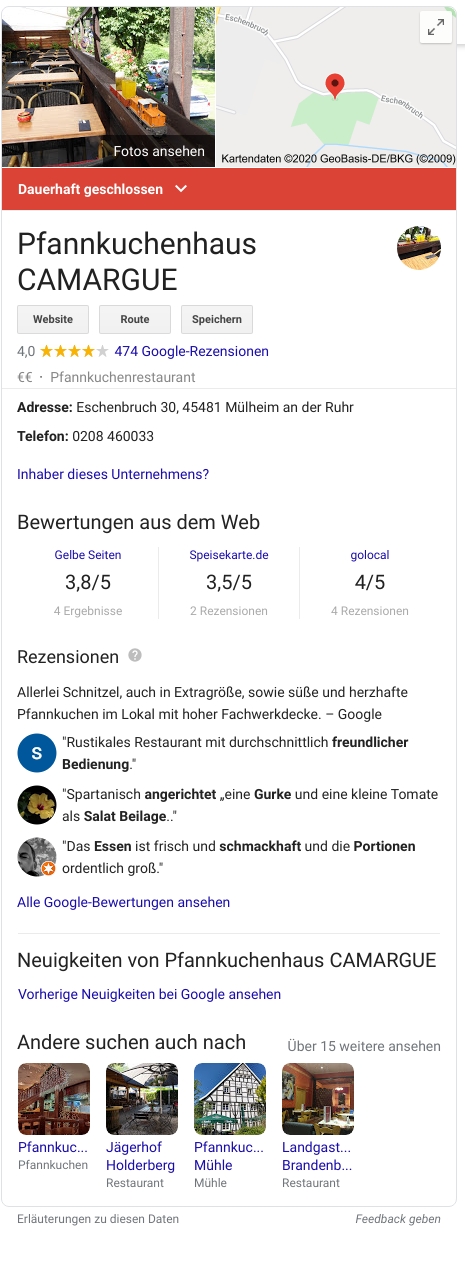 Eschenbruch
Eschenbruch
Fotos ansehen
Kartendaten ©2020 GeoBasis-DE/BKG (©2009)
Dauerhaft geschlossen
Pfannkuchenhaus
CAMARGUE
Website
Route
Speichern
4,0 474 Google-Rezensionen
€€ · Pfannkuchenrestaurant
Adresse: Eschenbruch 30, 45481 Mülheim an der Ruhr
Telefon: 0208 460033
Inhaber dieses Unternehmens?
Bewertungen aus dem Web
Gelbe Seiten
3,8/5
4 Ergebnisse
Speisekarte.de
3,5/5
2 Rezensionen
golocal
4/5
4 Rezensionen
Rezensionen ?
Allerlei Schnitzel, auch in Extragröße, sowie süße und herzhafte
Pfannkuchen im Lokal mit hoher Fachwerkdecke. – Google
S
"Rustikales Restaurant mit durchschnittlich freundlicher
Bedienung."
"Spartanisch angerichtet „eine Gurke und eine kleine Tomate
als Salat Beilage.."
"Das Essen ist frisch und schmackhaft und die Portionen
ordentlich groß."
Alle Google-Bewertungen ansehen
Neuigkeiten von Pfannkuchenhaus CAMARGUE
Vorherige Neuigkeiten bei Google ansehen
Andere suchen auch nach
Über 15 weitere ansehen
Pfannkuc...
Pfannkuchen
Jägerhof
Holderberg
Restaurant
Pfannkuc...
Mühle
Mühle
Landgast...
Brandenb...
Restaurant
Erläuterungen zu diesen Daten
Feedback geben